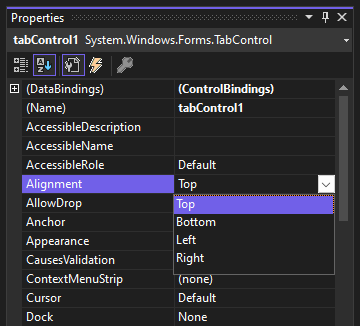 Properties
tabControl1 System.Windows.Forms.TabControl
(DataBindings) (ControlBindings)
(Name) tabControl1
AccessibleDescription
AccessibleName
AccessibleRole Default
Alignment Top
AllowDrop Top
Anchor Bottom
Appearance Left
CausesValidation Right
ContextMenuStrip (none)
Cursor Default
Dock None